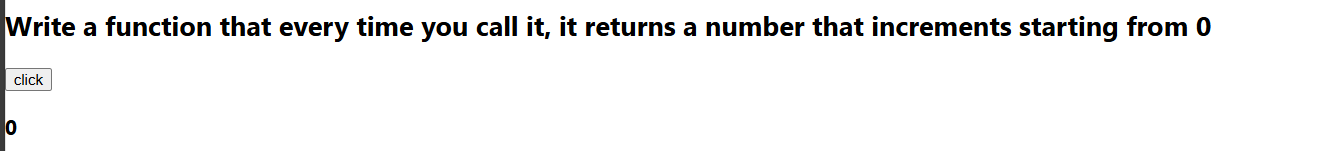 Write a function that every time you call it, it returns a number that increments starting from 0
click
0